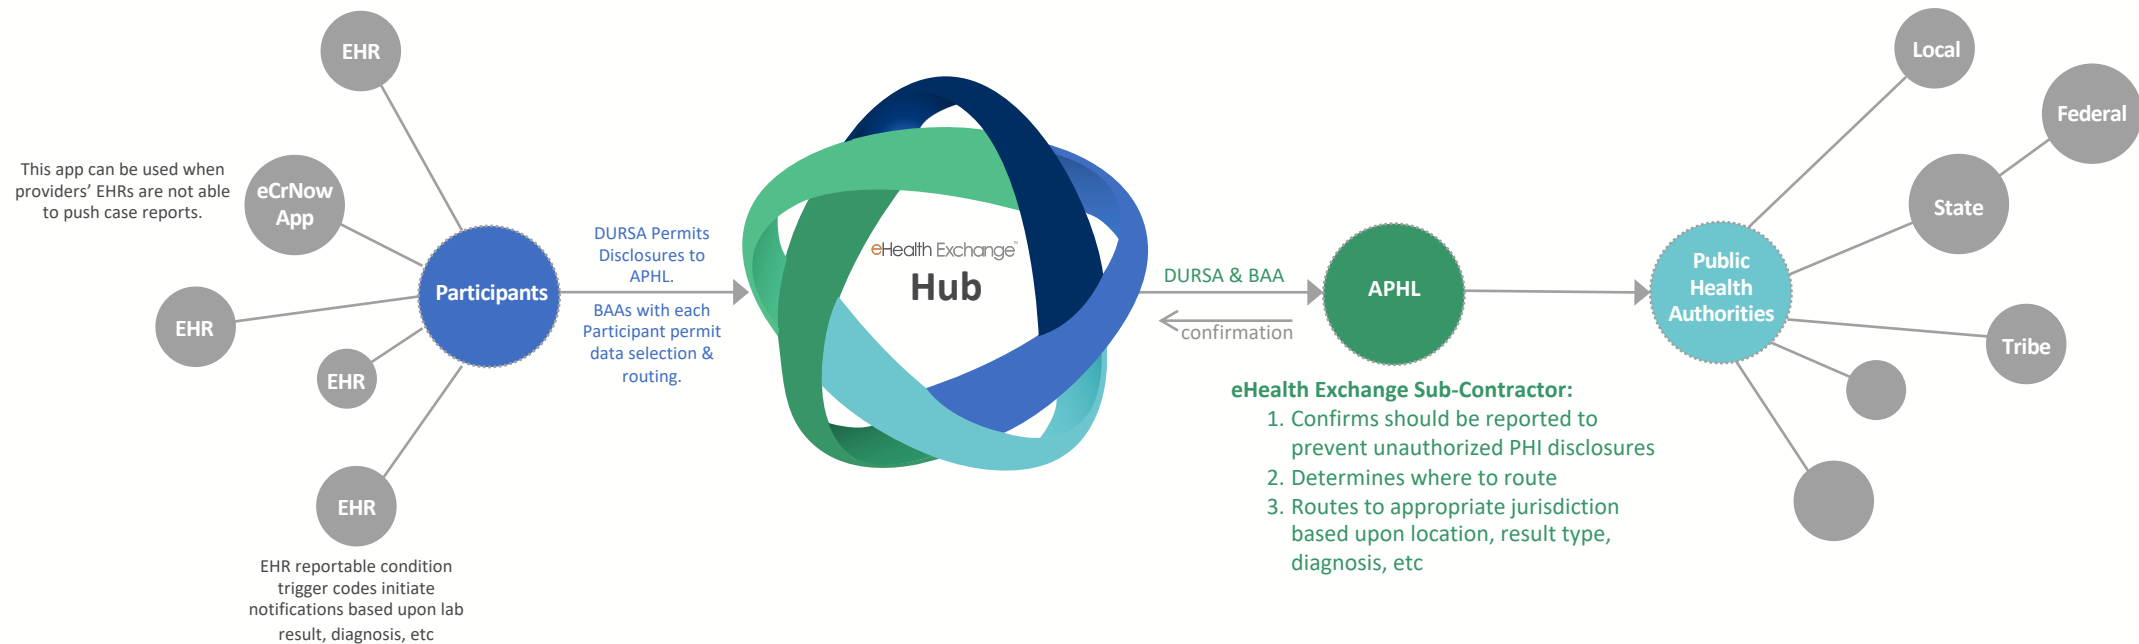 EHR
This app can be used when
providers’ EHRs are not able
to push case reports.
eCrNow
App
EHR
EHR
EHR
EHR reportable condition
trigger codes initiate
notifications based upon lab
result, diagnosis, etc
Participants
DURSA Permits
Disclosures to
APHL.
BAAs with each
Participant permit
data selection &
routing.
eHealth Exchange™
Hub
DURSA & BAA
confirmation
APHL
eHealth Exchange Sub-Contractor:
1. Confirms should be reported to
prevent unauthorized PHI disclosures
2. Determines where to route
3. Routes to appropriate jurisdiction
based upon location, result type,
diagnosis, etc
Public
Health
Authorities
Local
Federal
State
Tribe